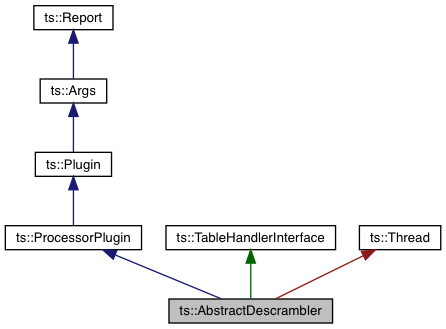 ts::Report
ts::Args
ts::Plugin
ts::ProcessorPlugin
ts::TableHandlerInterface
ts::Thread
ts::AbstractDescrambler